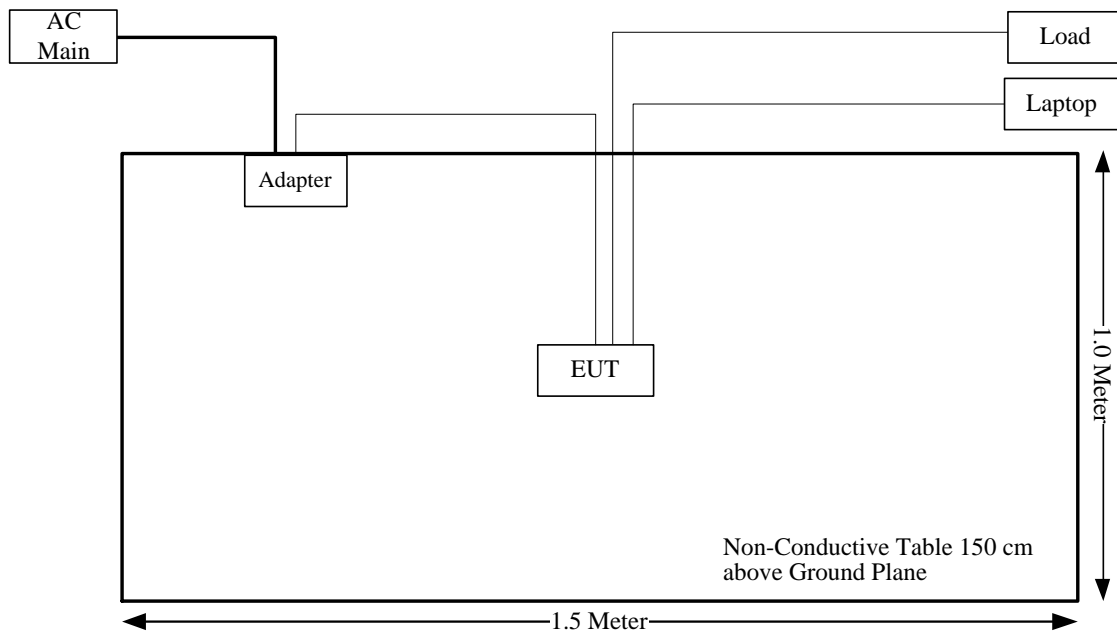 AC
Main
Load
Laptop
Adapter
EUT
1.0 Meter
Non-Conductive Table 150 cm
above Ground Plane
1.5 Meter